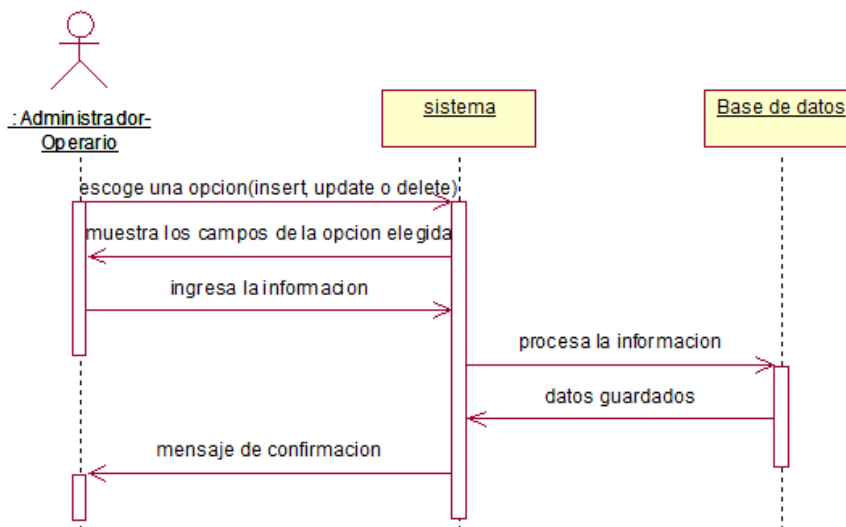 : Administrador-
Operario
sistema
Base de datos
escoge una opcion(insert, update o delete)
muestra los campos de la opcion elegida
ingresa la informacion
procesa la informacion
datos guardados
mensaje de confirmacion